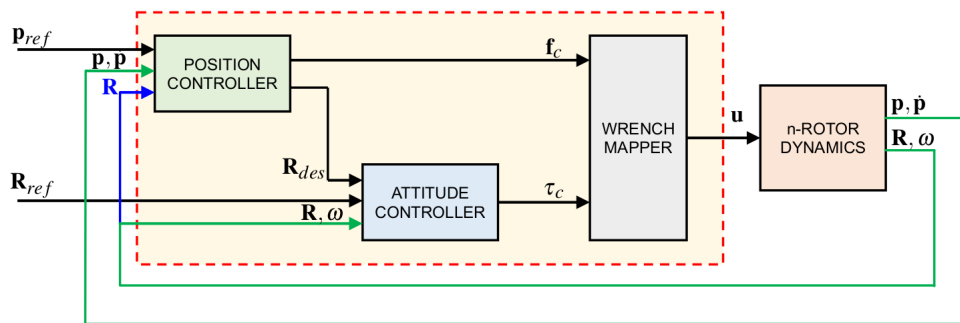 p_ref
p, ṗ
R
POSITION
CONTROLLER
f_c
R_des
R_ref
R, ω
ATTITUDE
CONTROLLER
τ_c
WRENCH
MAPPER
u
n-ROTOR
DYNAMICS
p, ṗ
R, ω